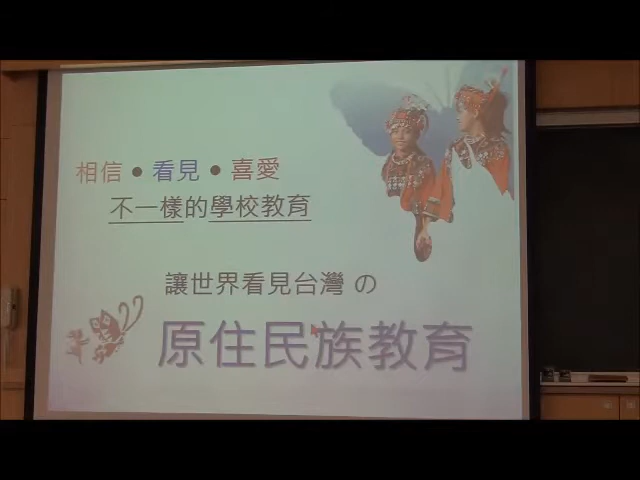 相信 • 看見 • 喜愛
不一樣的學校教育
讓世界看見台灣 の
原住民族教育